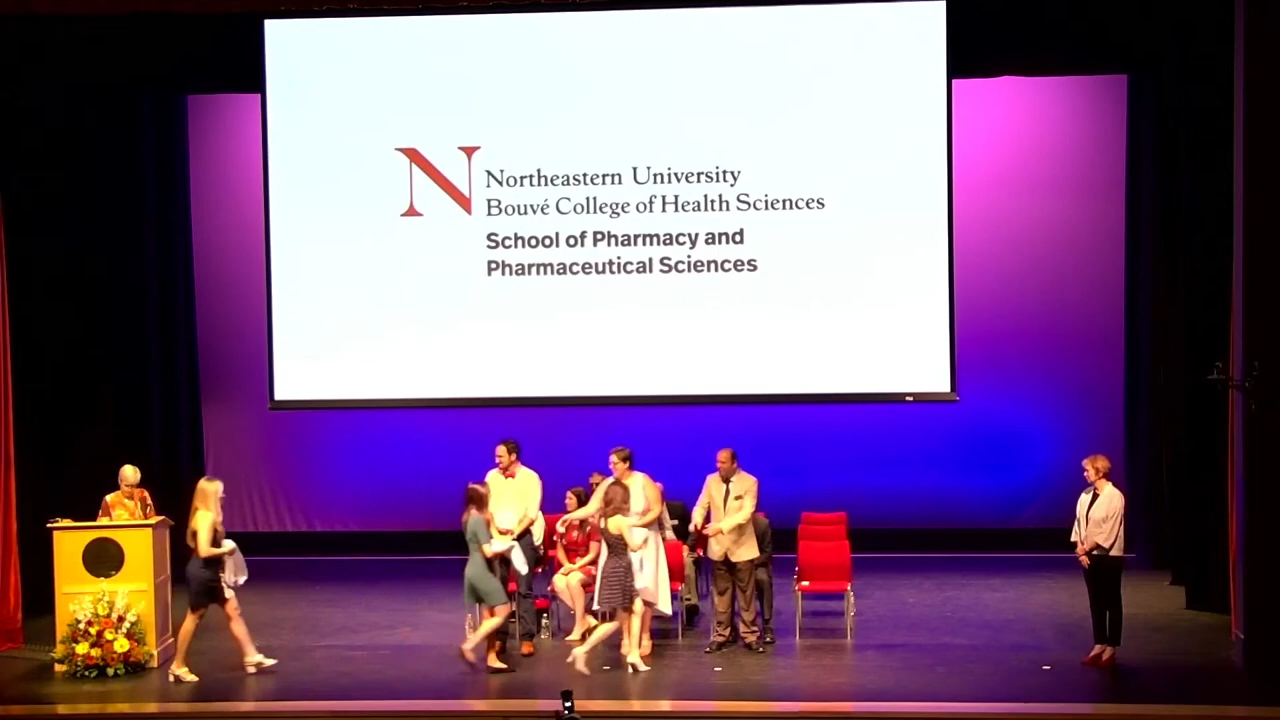 N
Northeastern University
Bouvé College of Health Sciences
School of Pharmacy and
Pharmaceutical Sciences